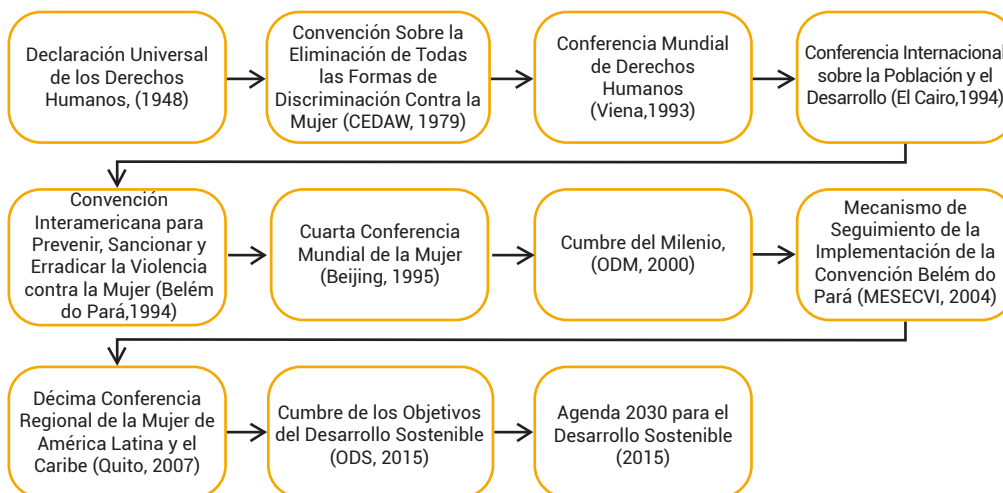 Declaración Universal
de los Derechos
Humanos, (1948)
Convención Sobre la
Eliminación de Todas
las Formas de
Discriminación Contra la
Mujer (CEDAW, 1979)
Conferencia Mundial
de Derechos
Humanos
(Viena,1993)
Conferencia Internacional
sobre la Población y el
Desarrollo (El Cairo,1994)
Convención
Interamericana para
Prevenir, Sancionar y
Erradicar la Violencia
contra la Mujer (Belém
do Pará,1994)
Cuarta Conferencia
Mundial de la Mujer
(Beijing, 1995)
Cumbre del Milenio,
(ODM, 2000)
Mecanismo de
Seguimiento de la
Implementación de la
Convención Belém do
Pará (MESECVI, 2004)
Décima Conferencia
Regional de la Mujer de
América Latina y el
Caribe (Quito, 2007)
Cumbre de los Objetivos
del Desarrollo Sostenible
(ODS, 2015)
Agenda 2030 para el
Desarrollo Sostenible
(2015)